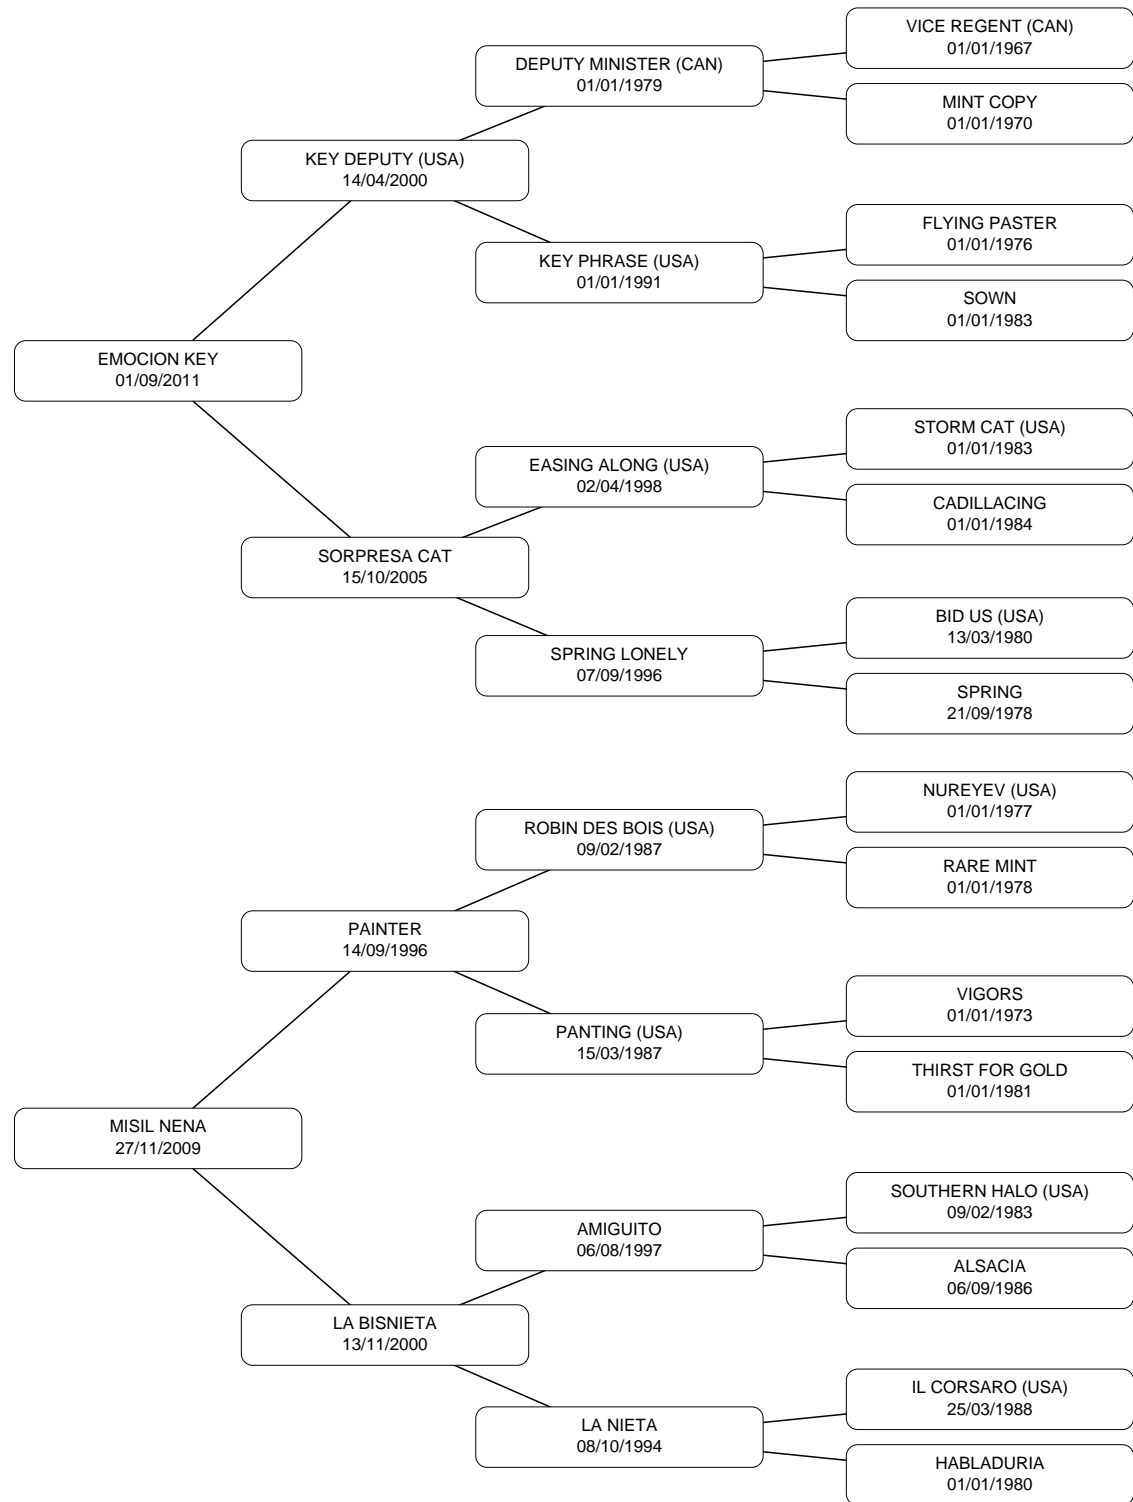 VICE REGENT (CAN)
01/01/1967
DEPUTY MINISTER (CAN)
01/01/1979
MINT COPY
01/01/1970
KEY DEPUTY (USA)
14/04/2000
FLYING PASTER
01/01/1976
KEY PHRASE (USA)
01/01/1991
SOWN
01/01/1983
EMOCION KEY
01/09/2011
STORM CAT (USA)
01/01/1983
EASING ALONG (USA)
02/04/1998
CADILLACING
01/01/1984
SORPRESA CAT
15/10/2005
BID US (USA)
13/03/1980
SPRING LONELY
07/09/1996
SPRING
21/09/1978
NUREYEV (USA)
01/01/1977
ROBIN DES BOIS (USA)
09/02/1987
RARE MINT
01/01/1978
PAINTER
14/09/1996
VIGORS
01/01/1973
PANTING (USA)
15/03/1987
THIRST FOR GOLD
01/01/1981
MISIL NENA
27/11/2009
SOUTHERN HALO (USA)
09/02/1983
AMIGUITO
06/08/1997
ALSACIA
06/09/1986
LA BISNIETA
13/11/2000
IL CORSARO (USA)
25/03/1988
LA NIETA
08/10/1994
HABLADURIA
01/01/1980